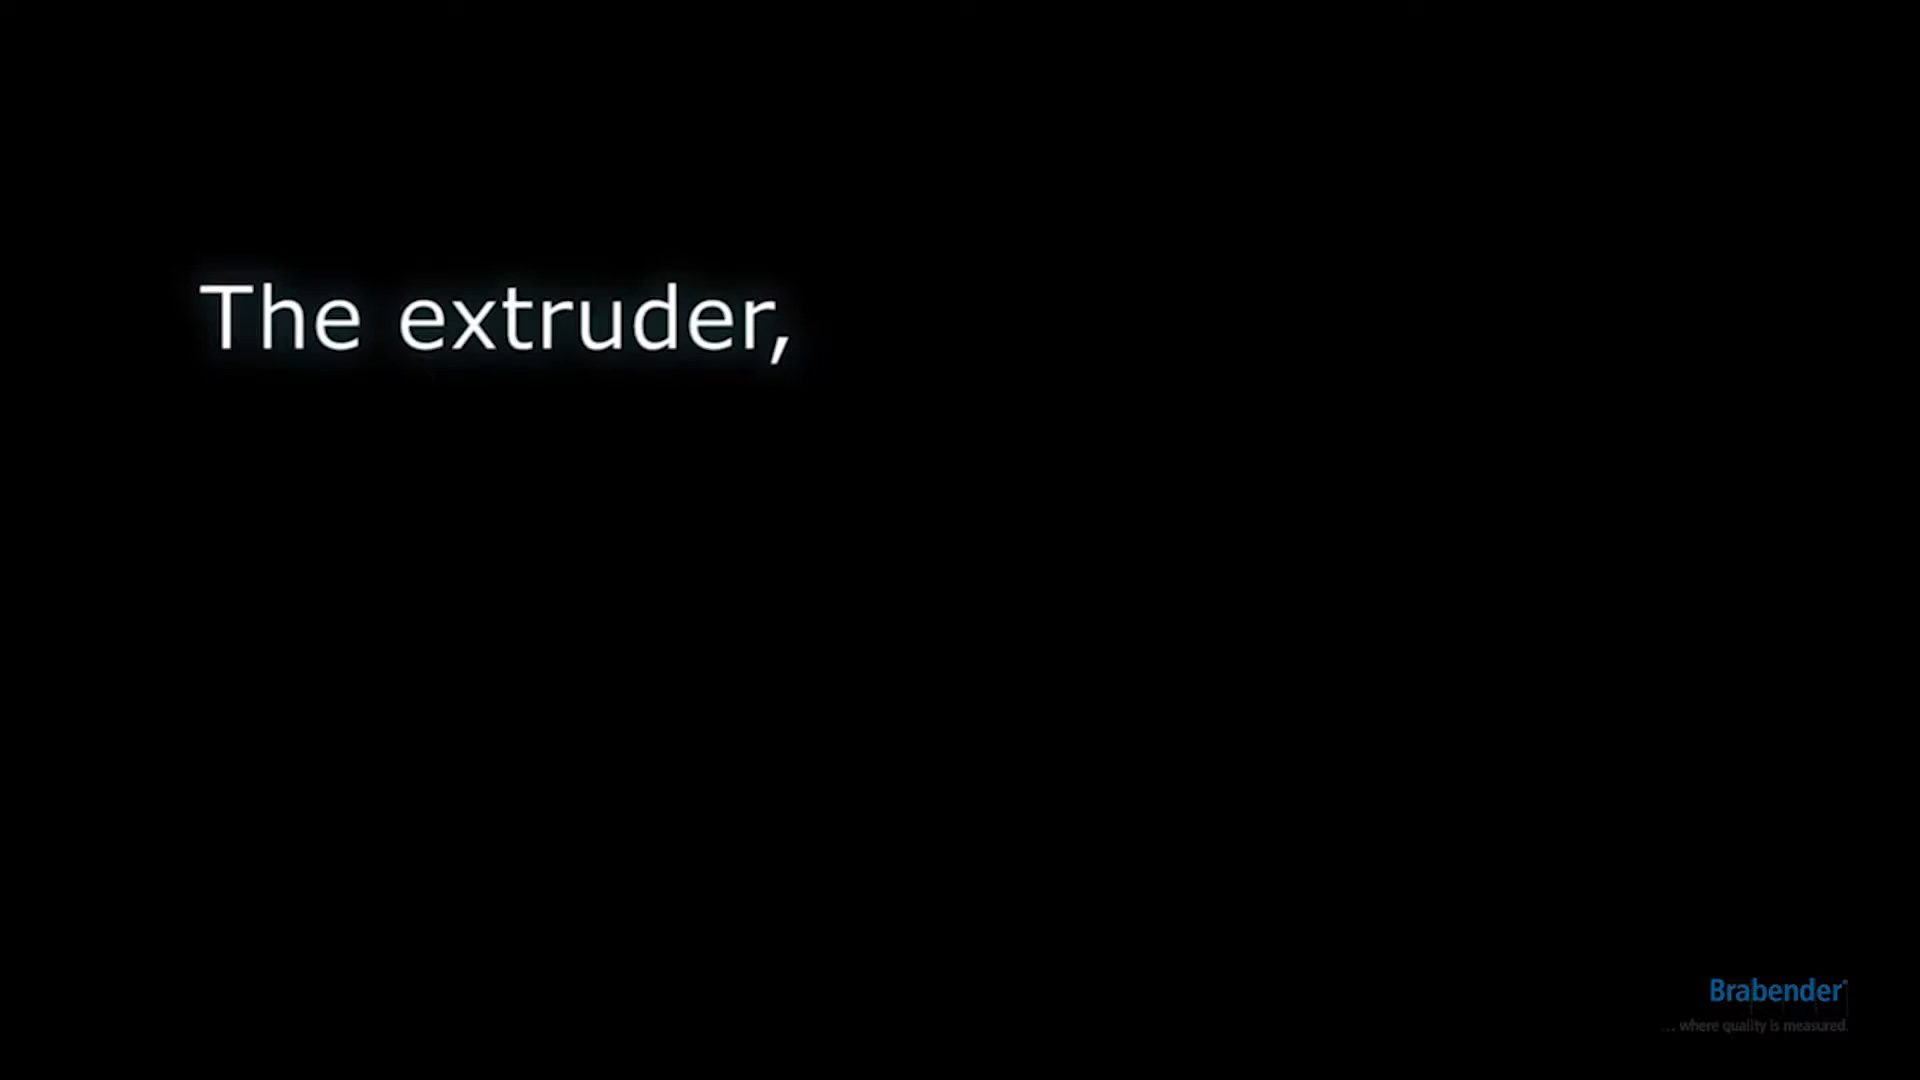 The extruder,
Brabender®
... where quality is measured.